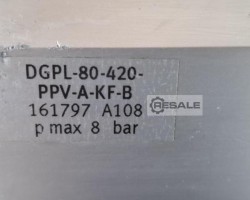 RESALE
DGPL-80-420-
PPV-A-KF-B
161797 A108
p max 8 bar